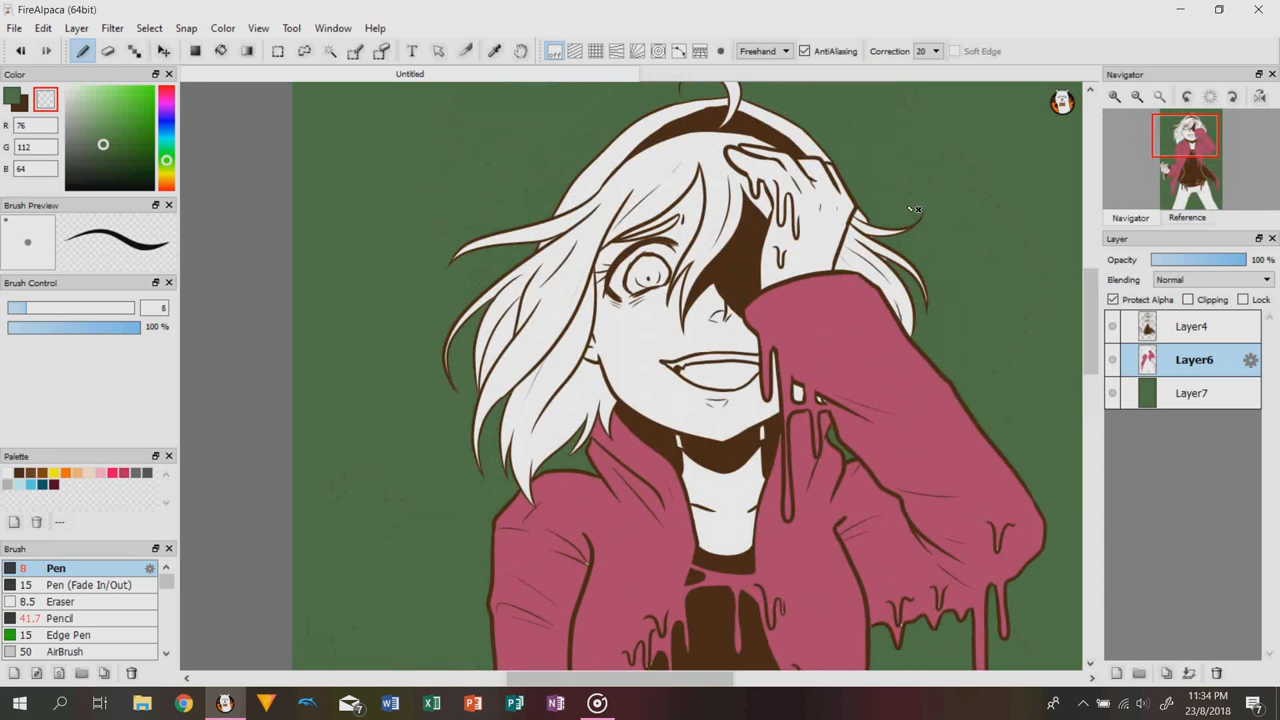 FireAlpaca (64bit)
File Edit Layer Filter Select Snap Color View Tool Window Help
T OFF Freehand AntiAliasing Correction 20 Soft Edge
Color
Untitled
Navigator
R 76
G 112
B 64
Brush Preview
Navigator Reference
Layer
Opacity 100 %
Brush Control
Blending Normal
8
Protect Alpha Clipping Lock
100 %
Layer4
Layer6
Layer7
Palette
---
Brush
8 Pen
15 Pen (Fade In/Out)
8.5 Eraser
41.7 Pencil
15 Edge Pen
50 AirBrush
11:34 PM
23/8/2018